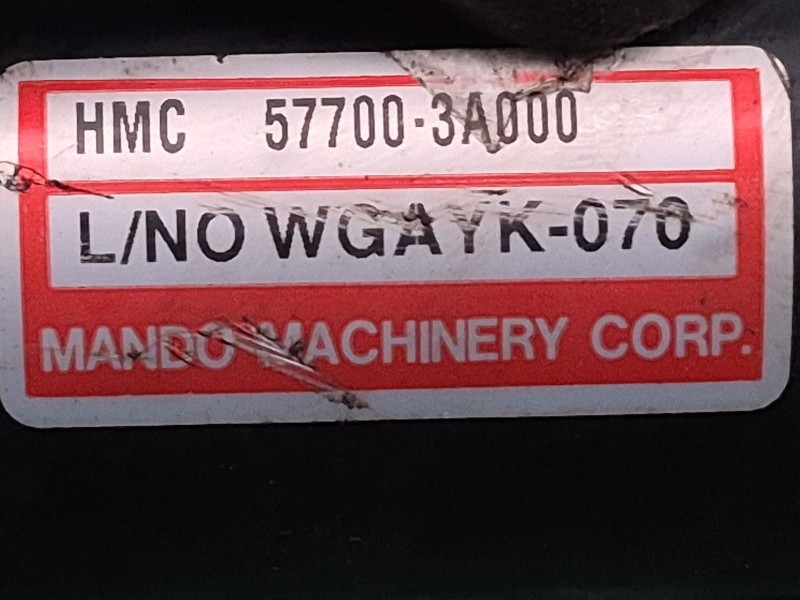 HMC 57700-3A000
L/NO WGAYK-070
MANDO MACHINERY CORP.